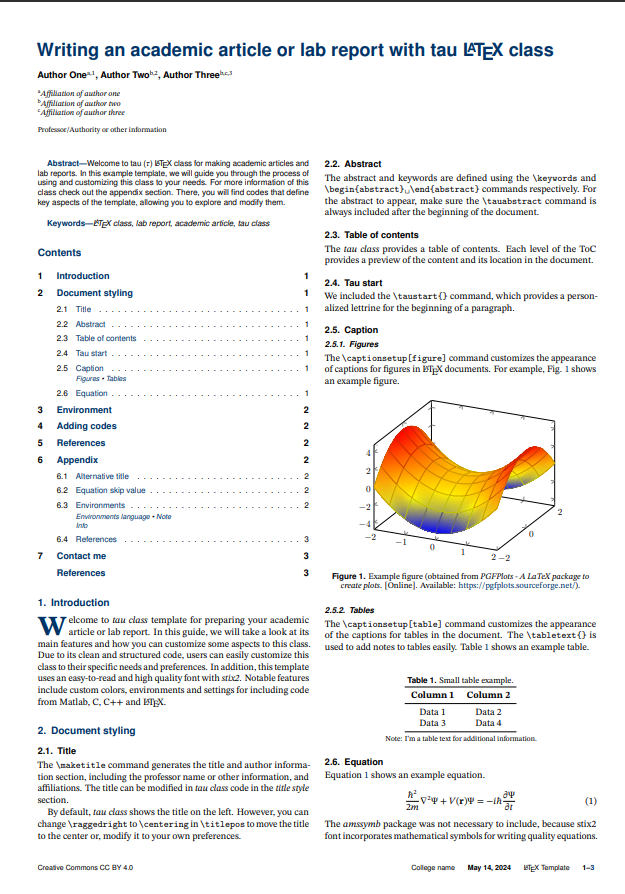 Writing an academic article or lab report with tau LATEX class
Author Oneᵃ,¹, Author Twoᵇ,², Author Threeᵇ,ᶜ,³
ᵃAffiliation of author one
ᵇAffiliation of author two
ᶜAffiliation of author three
Professor/Authority or other information
Abstract—Welcome to tau (τ) LATEX class for making academic articles and
lab reports. In this example template, we will guide you through the process of
using and customizing this class to your needs. For more information of this
class check out the appendix section. There, you will find codes that define
key aspects of the template, allowing you to explore and modify them.
Keywords—LATEX class, lab report, academic article, tau class
Contents
1 Introduction 1
2 Document styling 1
2.1 Title . . . . . . . . . . . . . . . . . . . . . . . . . . . 1
2.2 Abstract . . . . . . . . . . . . . . . . . . . . . . . . . 1
2.3 Table of contents . . . . . . . . . . . . . . . . . . . . 1
2.4 Tau start . . . . . . . . . . . . . . . . . . . . . . . . . 1
2.5 Caption . . . . . . . . . . . . . . . . . . . . . . . . . 1
Figures • Tables
2.6 Equation . . . . . . . . . . . . . . . . . . . . . . . . . 1
3 Environment 2
4 Adding codes 2
5 References 2
6 Appendix 2
6.1 Alternative title . . . . . . . . . . . . . . . . . . . . . 2
6.2 Equation skip value . . . . . . . . . . . . . . . . . . . 2
6.3 Environments . . . . . . . . . . . . . . . . . . . . . . 2
Environments language • Note
Info
6.4 References . . . . . . . . . . . . . . . . . . . . . . . . 3
7 Contact me 3
References 3
1. Introduction
Welcome to tau class template for preparing your academic
article or lab report. In this guide, we will take a look at its
main features and how you can customize some aspects to this class.
Due to its clean and structured code, users can easily customize this
class to their specific needs and preferences. In addition, this template
uses an easy-to-read and high quality font with stix2. Notable features
include custom colors, environments and settings for including code
from Matlab, C, C++ and LATEX.
2. Document styling
2.1. Title
The \maketitle command generates the title and author informa-
tion section, including the professor name or other information, and
affiliations. The title can be modified in tau class code in the title style
section.
By default, tau class shows the title on the left. However, you can
change \raggedright to \centering in \titlepos to move the title
to the center or, modify it to your own preferences.
2.2. Abstract
The abstract and keywords are defined using the \keywords and
\begin{abstract}␣\end{abstract} commands respectively. For
the abstract to appear, make sure the \tauabstract command is
always included after the beginning of the document.
2.3. Table of contents
The tau class provides a table of contents. Each level of the ToC
provides a preview of the content and its location in the document.
2.4. Tau start
We included the \taustart{} command, which provides a person-
alized lettrine for the beginning of a paragraph.
2.5. Caption
2.5.1. Figures
The \captionsetup[figure] command customizes the appearance
of captions for figures in LATEX documents. For example, Fig. 1 shows
an example figure.
4
2
0
−2
−4
−2
−1
0
1
2
−2
0
2
Figure 1. Example figure (obtained from PGFPlots - A LaTeX package to
create plots. [Online]. Available: https://pgfplots.sourceforge.net/).
2.5.2. Tables
The \captionsetup[table] command customizes the appearance
of the captions for tables in the document. The \tabletext{} is
used to add notes to tables easily. Table 1 shows an example table.
Table 1. Small table example.
Column 1 Column 2
Data 1 Data 2
Data 3 Data 4
Note: I'm a table text for additional information.
2.6. Equation
Equation 1 shows an example equation.
ℏ²/2m ∇²Ψ + V(r)Ψ = −iℏ ∂Ψ/∂t (1)
The amssymb package was not necessary to include, because stix2
font incorporates mathematical symbols for writing quality equations.
Creative Commons CC BY 4.0 College name May 14, 2024 LATEX Template 1–3